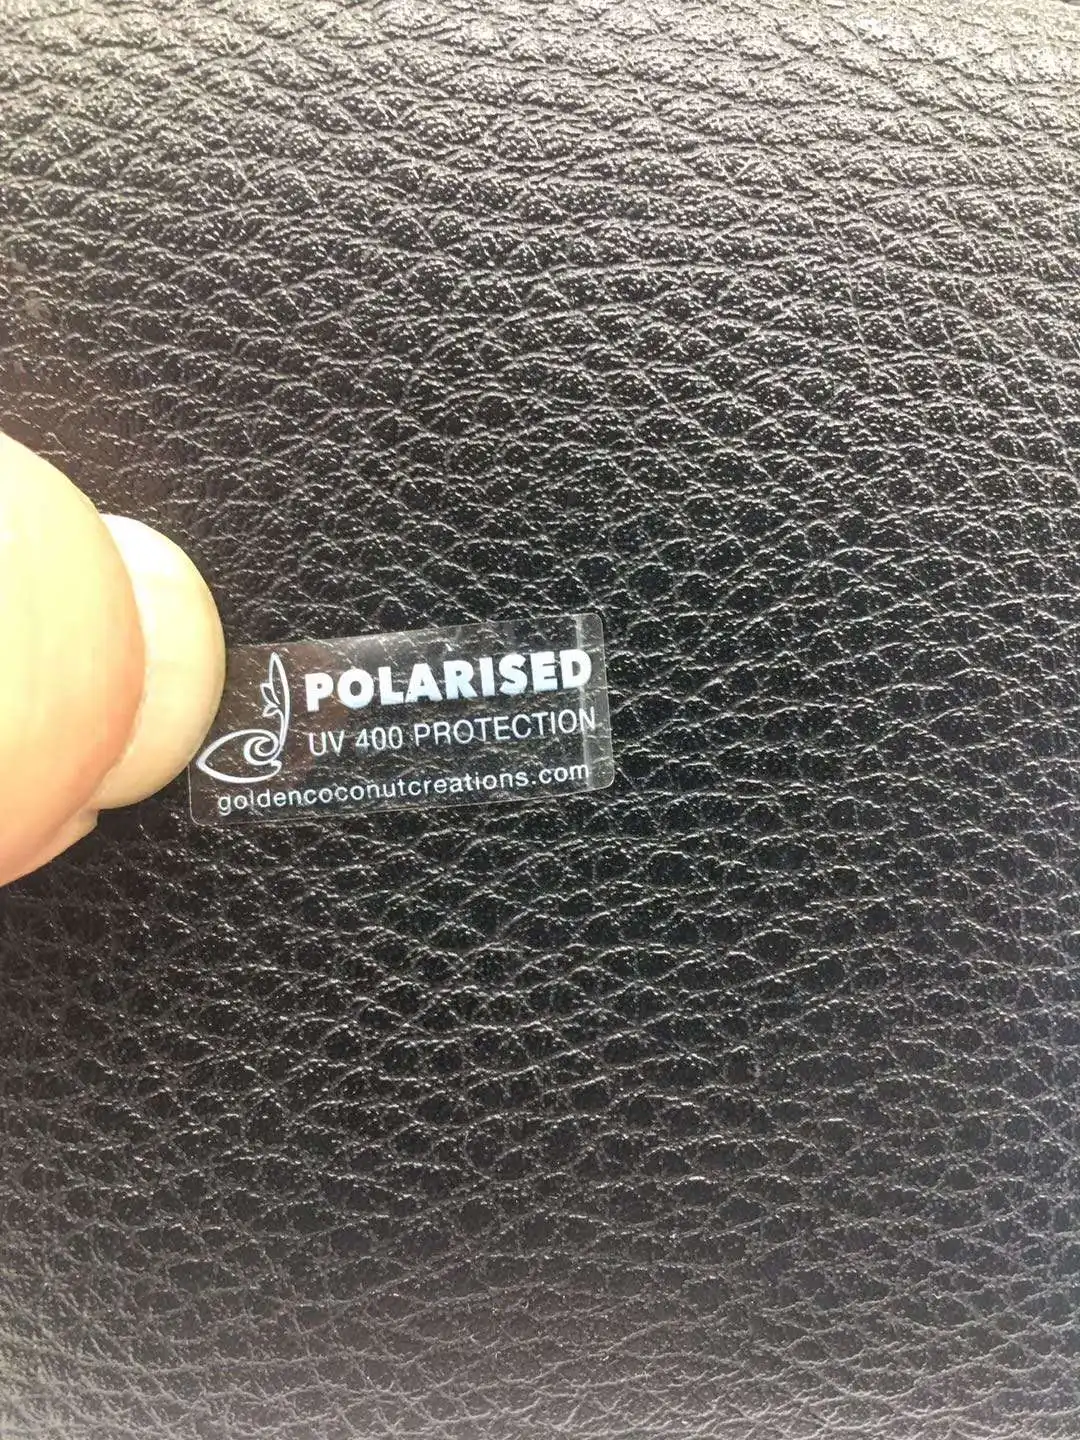 POLARISED
UV 400 PROTECTION
goldencoconutcreations.com